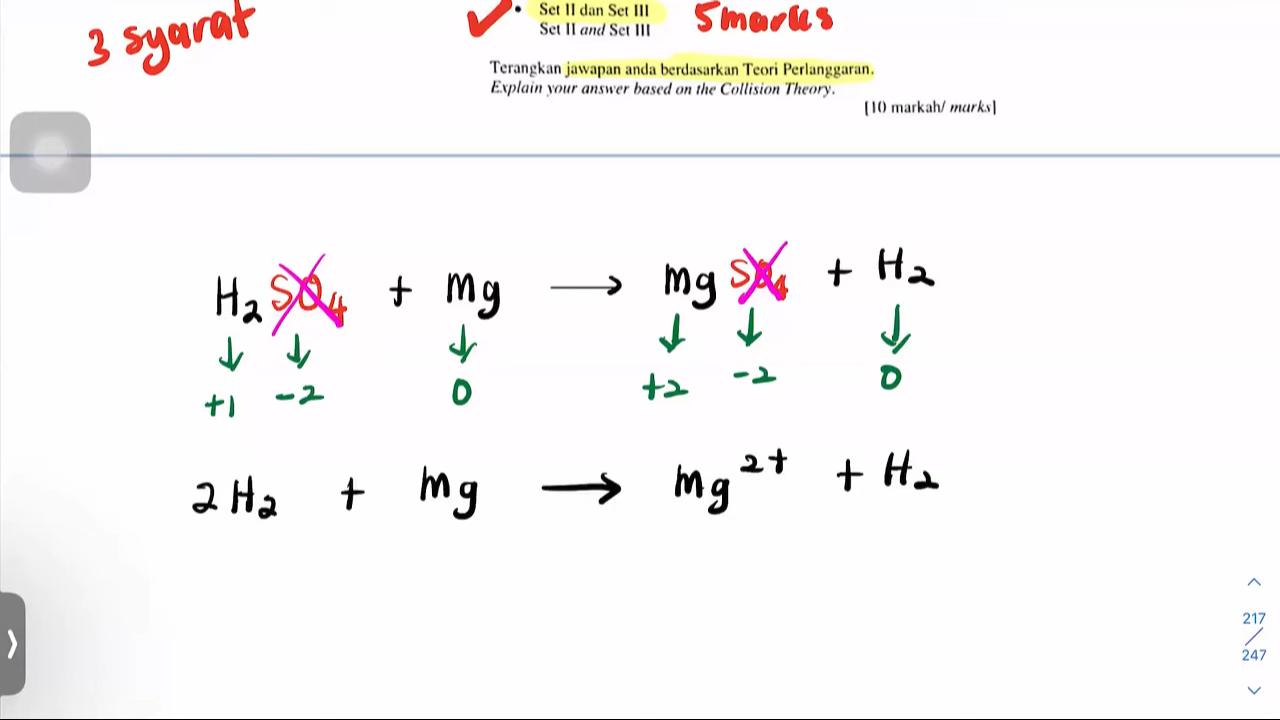 3 syarat
• Set II dan Set III 5 marks
Set II and Set III
Terangkan jawapan anda berdasarkan Teori Perlanggaran.
Explain your answer based on the Collision Theory.
[10 markah/ marks]
H₂SO₄ + Mg → MgSO₄ + H₂
↓ ↓ ↓ ↓ ↓ ↓
+1 -2 0 +2 -2 0
2H₂ + Mg → Mg²⁺ + H₂
217
247